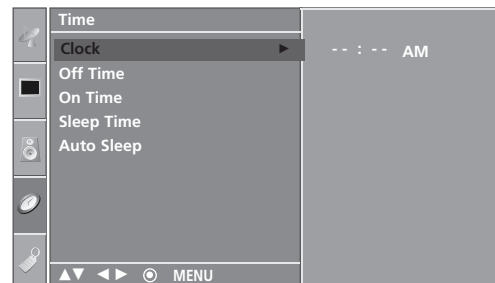 Time
Clock ► -- : -- AM
Off Time
On Time
Sleep Time
Auto Sleep
▲▼ ◄► ⦿ MENU